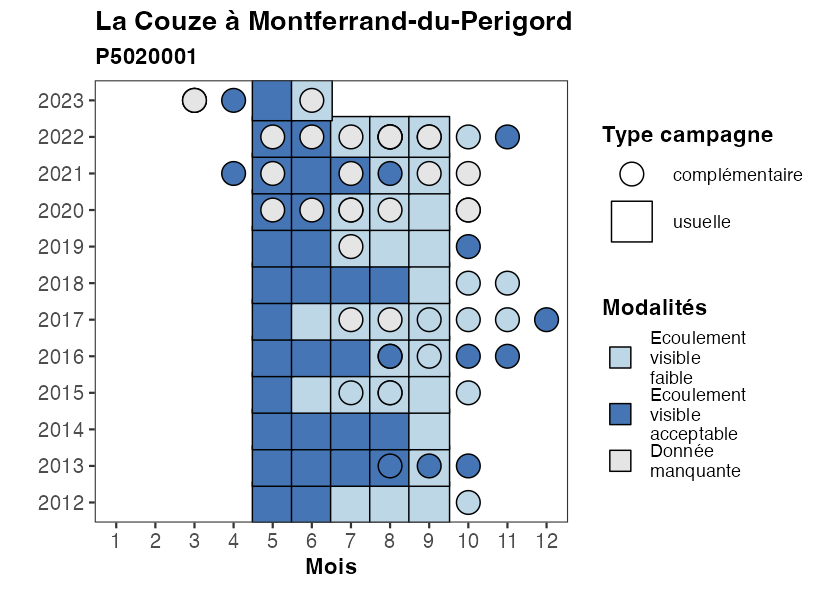 La Couze à Montferrand-du-Perigord
P5020001
2023
2022
2021
2020
2019
2018
2017
2016
2015
2014
2013
2012
1 2 3 4 5 6 7 8 9 10 11 12
Mois
Type campagne
complémentaire
usuelle
Modalités
Ecoulement
visible
faible
Ecoulement
visible
acceptable
Donnée
manquante